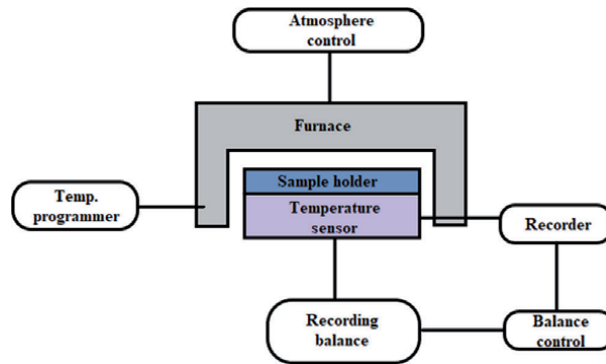 Atmosphere
control
Furnace
Sample holder
Temp.
programmer
Temperature
sensor
Recorder
Recording
balance
Balance
control